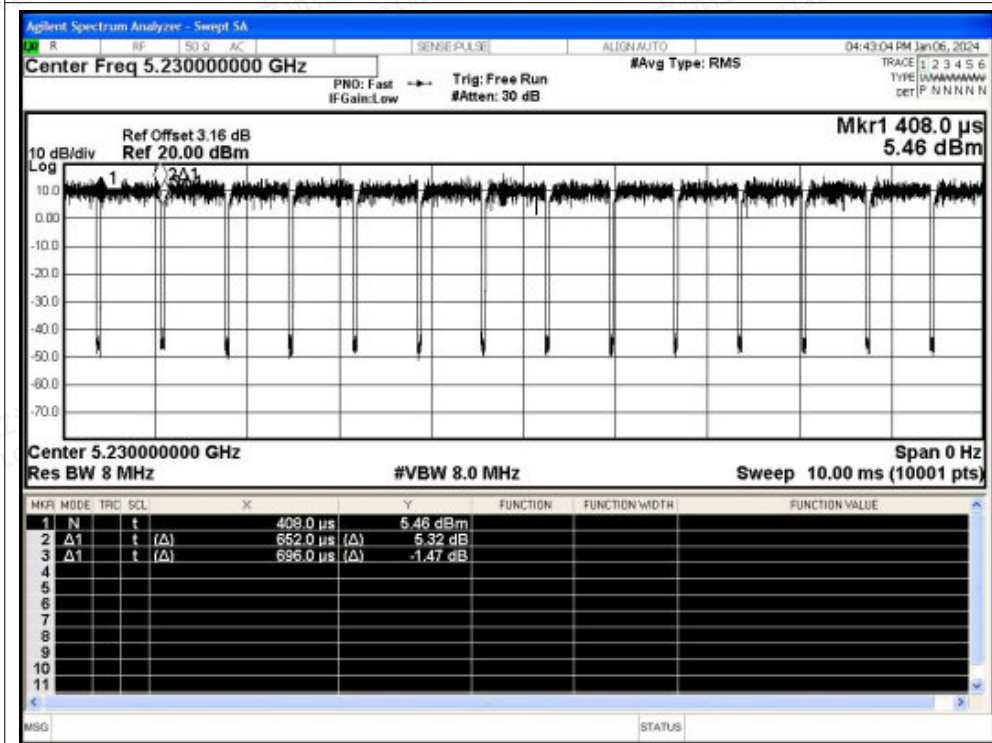 Agilent Spectrum Analyzer - Swept SA
LXI R RF 50 Ω AC SENSE:PULSE ALIGN AUTO 04:43:04 PM Jan 06, 2024
Center Freq 5.230000000 GHz
#Avg Type: RMS
TRACE 1 2 3 4 5 6
PNO: Fast
Trig: Free Run
TYPE
IFGain:Low
#Atten: 30 dB
DET P N N N N N
Mkr1 408.0 µs
5.46 dBm
Ref Offset 3.16 dB
10 dB/div Ref 20.00 dBm
Log
1 2Δ1
10.0
0.00
-10.0
-20.0
-30.0
-40.0
-50.0
-60.0
-70.0
Center 5.230000000 GHz Span 0 Hz
Res BW 8 MHz #VBW 8.0 MHz Sweep 10.00 ms (10001 pts)
MKR MODE TRC SCL X Y FUNCTION FUNCTION WIDTH FUNCTION VALUE
1 N t 408.0 µs 5.46 dBm
2 Δ1 t (Δ) 652.0 µs (Δ) 5.32 dB
3 Δ1 t (Δ) 696.0 µs (Δ) -1.47 dB
4
5
6
7
8
9
10
11
MSG STATUS